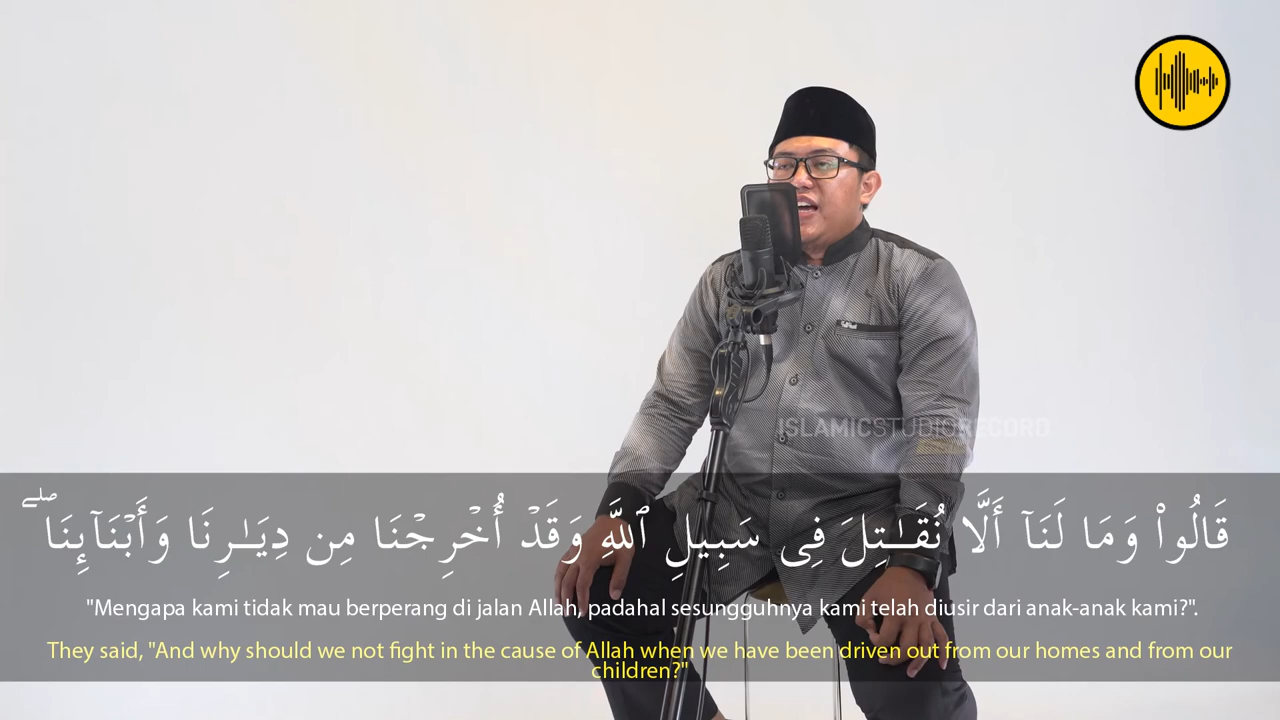 ISLAMICSTUDIORECORD
قَالُوا۟ وَمَا لَنَآ أَلَّا نُقَـٰتِلَ فِى سَبِيلِ ٱللَّهِ وَقَدْ أُخْرِجْنَا مِن دِيَـٰرِنَا وَأَبْنَآئِنَا ۖ
"Mengapa kami tidak mau berperang di jalan Allah, padahal sesungguhnya kami telah diusir dari anak-anak kami?".
They said, "And why should we not fight in the cause of Allah when we have been driven out from our homes and from our
children?"